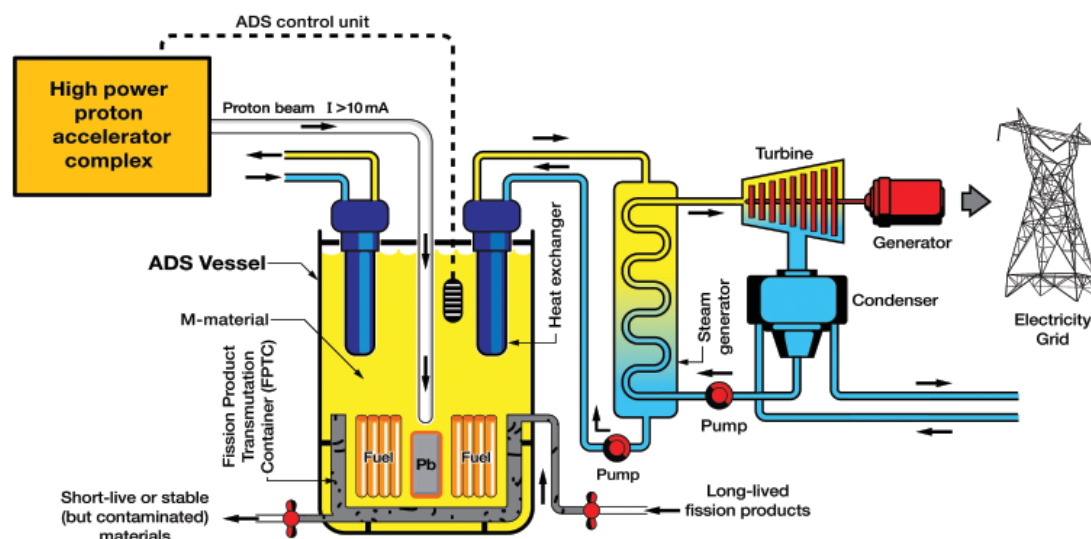 ADS control unit
High power
proton
accelerator
complex
Proton beam I >10 mA
Turbine
Generator
ADS Vessel
Heat exchanger
Condenser
Electricity
Grid
M-material
Steam
generator
Fission Product
Transmutation
Container (FPTC)
Fuel
Pb
Fuel
Pump
Pump
Short-live or stable
(but contaminated)
materials
Long-lived
fission products